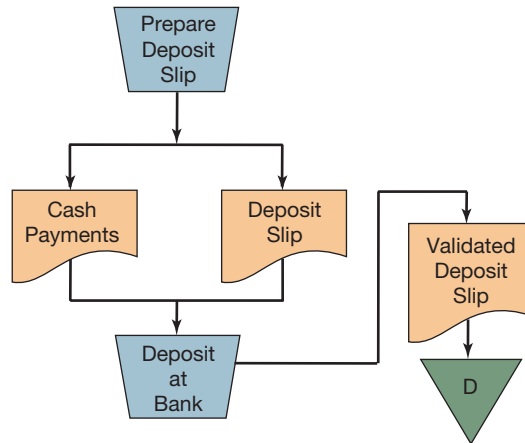 Prepare
Deposit
Slip
Cash
Payments
Deposit
Slip
Validated
Deposit
Slip
Deposit
at
Bank
D